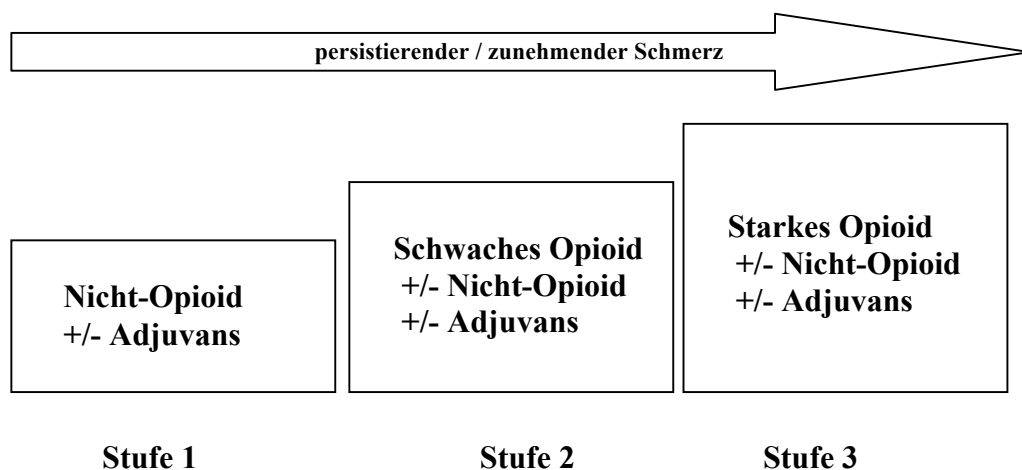 persistierender / zunehmender Schmerz
Nicht-Opioid
+/- Adjuvans
Schwaches Opioid
+/- Nicht-Opioid
+/- Adjuvans
Starkes Opioid
+/- Nicht-Opioid
+/- Adjuvans
Stufe 1
Stufe 2
Stufe 3